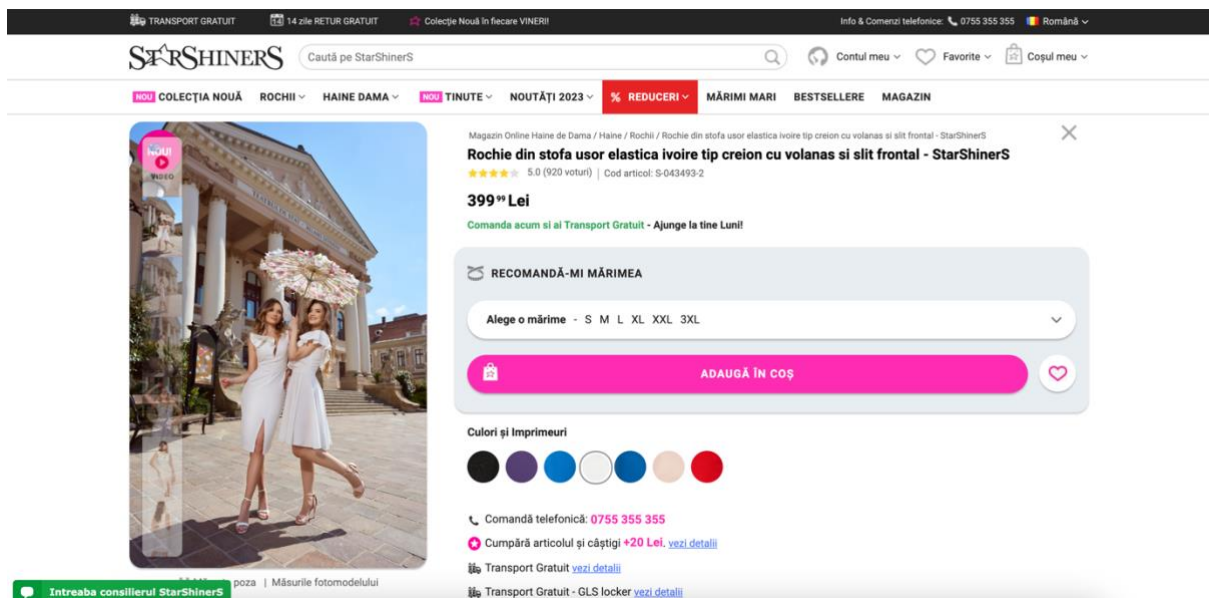 TRANSPORT GRATUIT 14 14 zile RETUR GRATUIT Colecție Nouă în fiecare VINERI! Info & Comenzi telefonice: 0755 355 355 Română
STARSHINERS Caută pe StarShinerS Contul meu Favorite Coșul meu
NOU COLECȚIA NOUĂ ROCHII HAINE DAMA NOU TINUTE NOUTĂȚI 2023 % REDUCERI MĂRIMI MARI BESTSELLERE MAGAZIN
NOU!
VIDEO
Magazin Online Haine de Dama / Haine / Rochii / Rochie din stofa usor elastica ivoire tip creion cu volanas si slit frontal - StarShinerS
Rochie din stofa usor elastica ivoire tip creion cu volanas si slit frontal - StarShinerS
5.0 (920 voturi) | Cod articol: S-043493-2
399 99 Lei
Comanda acum si ai Transport Gratuit - Ajunge la tine Luni!
RECOMANDĂ-MI MĂRIMEA
Alege o mărime - S M L XL XXL 3XL
ADAUGĂ ÎN COȘ
Culori și Imprimeuri
Comandă telefonică: 0755 355 355
Cumpără articolul și câștigi +20 Lei. vezi detalii
Transport Gratuit vezi detalii
Transport Gratuit - GLS locker vezi detalii
poza | Măsurile fotomodelului
Intreaba consilierul StarShinerS